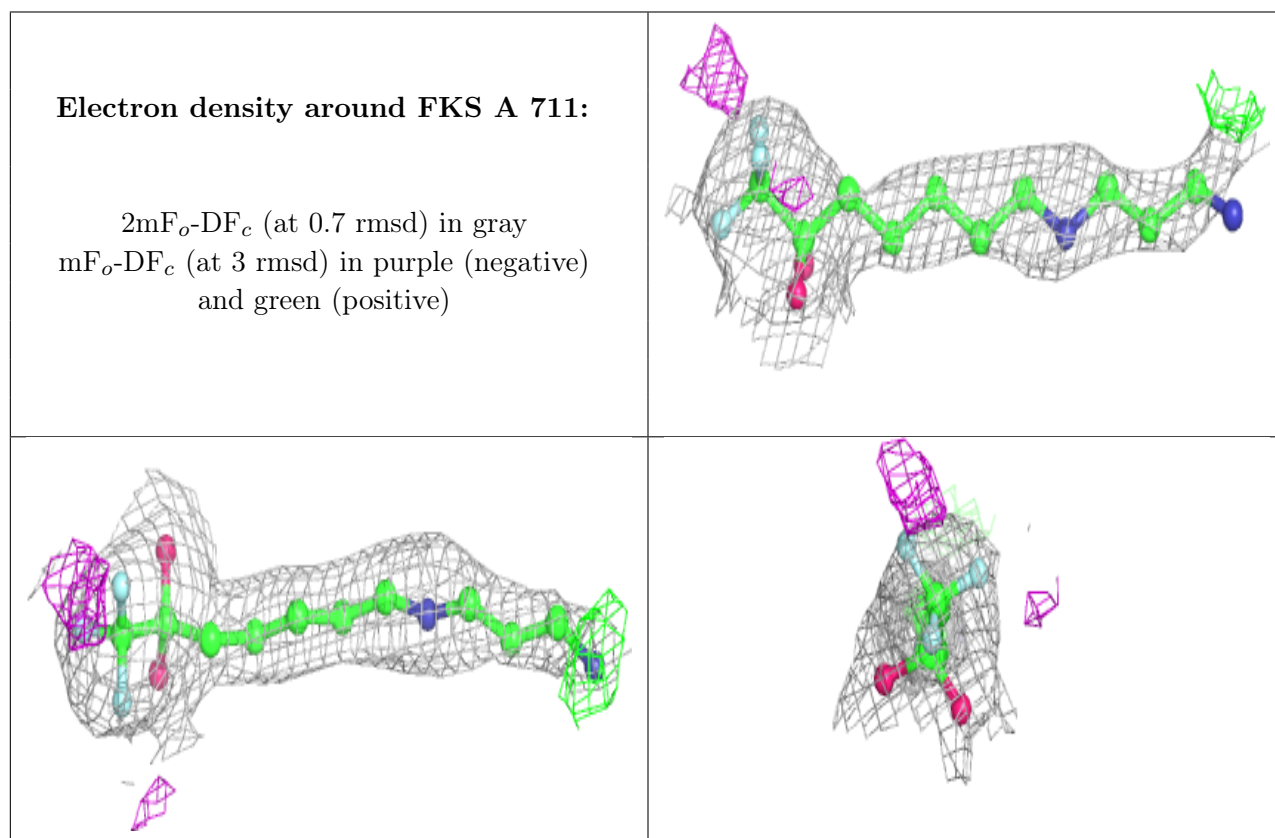 Electron density around FKS A 711:
2mFo-DFc (at 0.7 rmsd) in gray
mFo-DFc (at 3 rmsd) in purple (negative)
and green (positive)